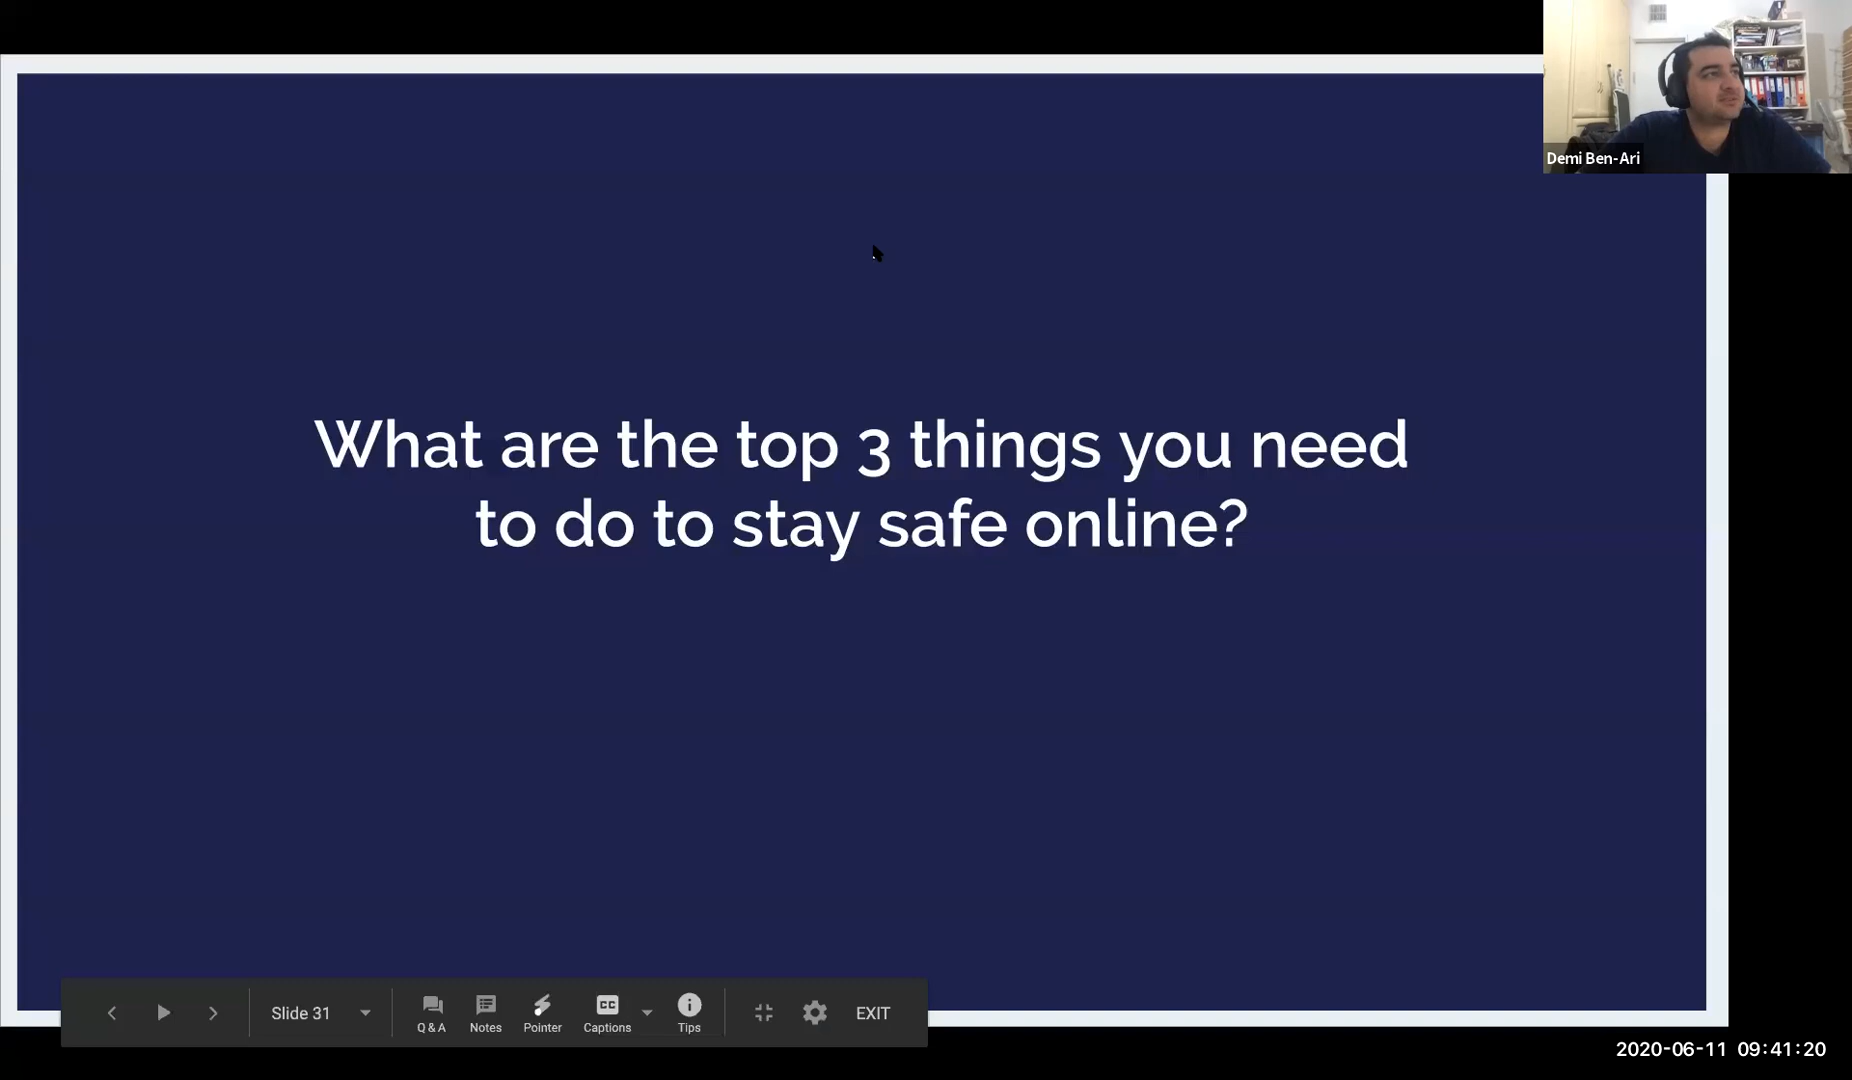 Demi Ben-Ari
What are the top 3 things you need
to do to stay safe online?
Slide 31
Q & A
Notes
Pointer
CC
Captions
Tips
EXIT
2020-06-11 09:41:20